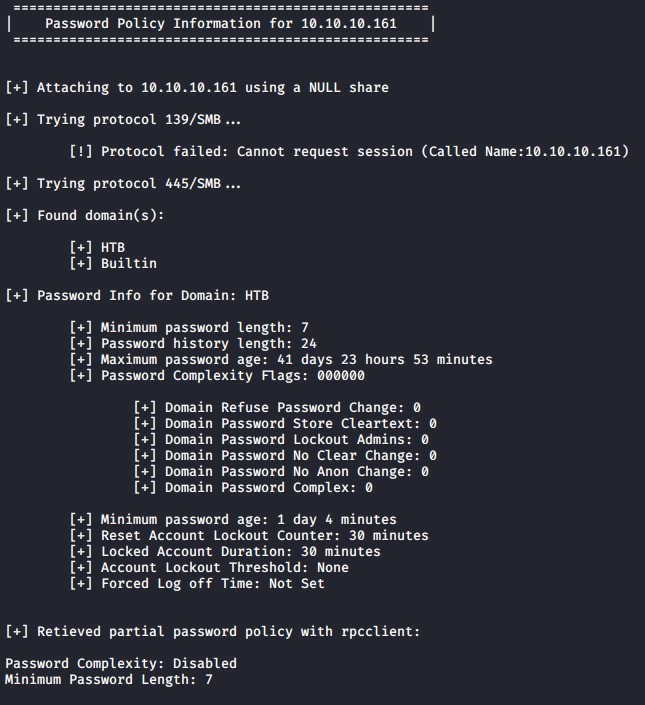 ==================================================
|    Password Policy Information for 10.10.10.161    |
==================================================
[+] Attaching to 10.10.10.161 using a NULL share
[+] Trying protocol 139/SMB...
[!] Protocol failed: Cannot request session (Called Name:10.10.10.161)
[+] Trying protocol 445/SMB...
[+] Found domain(s):
[+] HTB
[+] Builtin
[+] Password Info for Domain: HTB
[+] Minimum password length: 7
[+] Password history length: 24
[+] Maximum password age: 41 days 23 hours 53 minutes
[+] Password Complexity Flags: 000000
[+] Domain Refuse Password Change: 0
[+] Domain Password Store Cleartext: 0
[+] Domain Password Lockout Admins: 0
[+] Domain Password No Clear Change: 0
[+] Domain Password No Anon Change: 0
[+] Domain Password Complex: 0
[+] Minimum password age: 1 day 4 minutes
[+] Reset Account Lockout Counter: 30 minutes
[+] Locked Account Duration: 30 minutes
[+] Account Lockout Threshold: None
[+] Forced Log off Time: Not Set
[+] Retieved partial password policy with rpcclient:
Password Complexity: Disabled
Minimum Password Length: 7